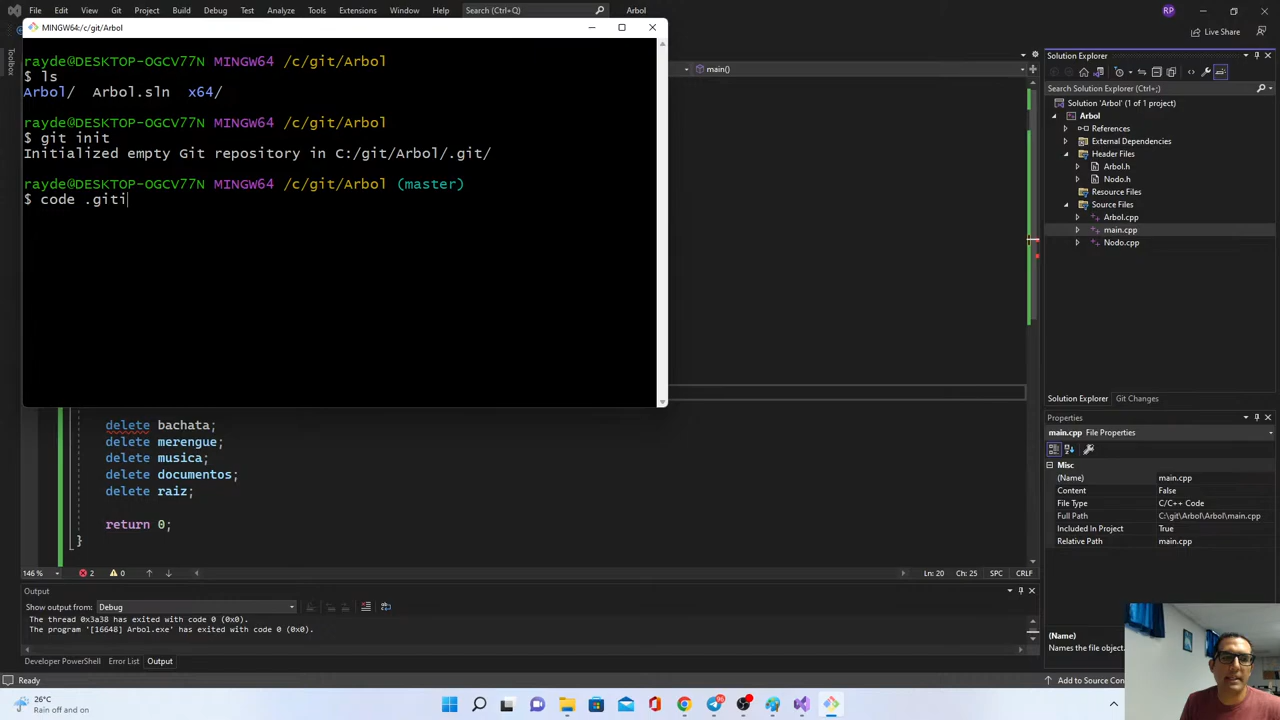 File Edit View Git Project Build Debug Test Analyze Tools Extensions Window Help Search (Ctrl+Q) Arbol RP
MINGW64:/c/git/Arbol
Live Share
Toolbox
rayde@DESKTOP-OGCV77N MINGW64 /c/git/Arbol
$ ls
Arbol/ Arbol.sln x64/
rayde@DESKTOP-OGCV77N MINGW64 /c/git/Arbol
$ git init
Initialized empty Git repository in C:/git/Arbol/.git/
rayde@DESKTOP-OGCV77N MINGW64 /c/git/Arbol (master)
$ code .giti
main()
delete bachata;
delete merengue;
delete musica;
delete documentos;
delete raiz;
return 0;
}
146 % 2 0 Ln: 20 Ch: 25 SPC CRLF
Output
Show output from: Debug
The thread 0x3a38 has exited with code 0 (0x0).
The program '[16648] Arbol.exe' has exited with code 0 (0x0).
Developer PowerShell Error List Output
Ready
Solution Explorer
Search Solution Explorer (Ctrl+;)
Solution 'Arbol' (1 of 1 project)
Arbol
References
External Dependencies
Header Files
Arbol.h
Nodo.h
Resource Files
Source Files
Arbol.cpp
main.cpp
Nodo.cpp
Solution Explorer Git Changes
Properties
main.cpp File Properties
Misc
(Name) main.cpp
Content False
File Type C/C++ Code
Full Path C:\git\Arbol\Arbol\main.cpp
Included In Project True
Relative Path main.cpp
(Name)
Names the file object.
Add to Source Con
26°C
Rain off and on